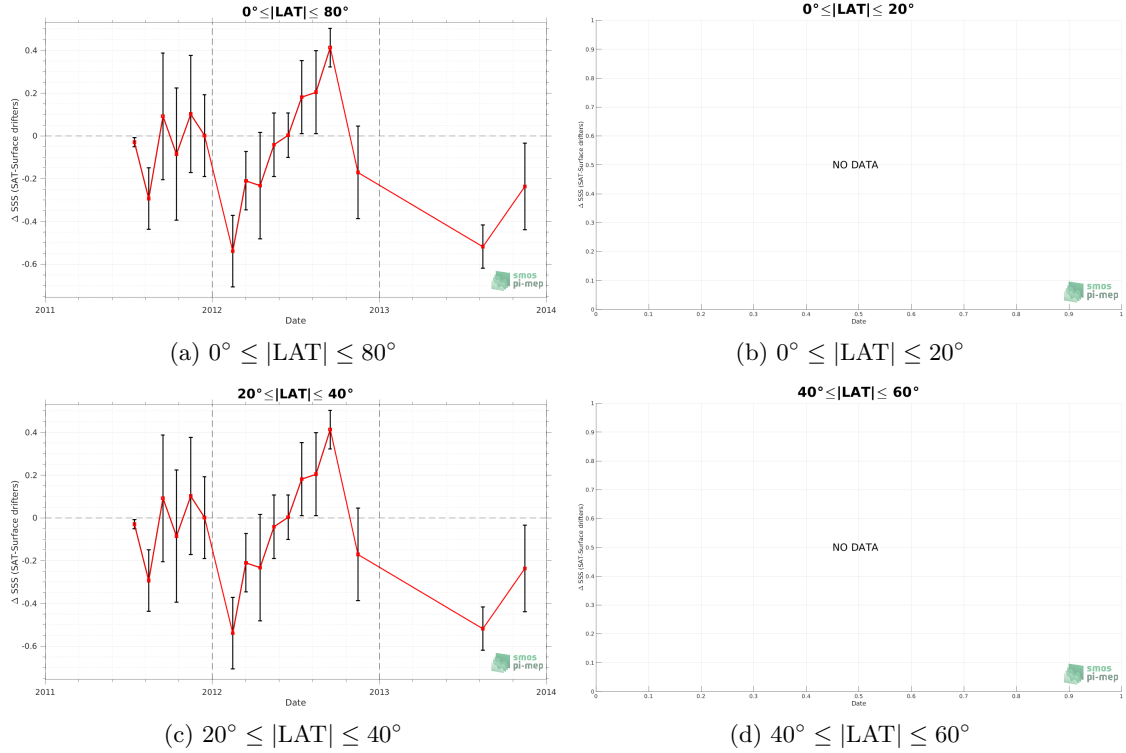 0°≤|LAT|≤ 80°
Δ SSS (SAT-Surface drifters)
0.4
0.2
0
-0.2
-0.4
-0.6
2011
2012
2013
2014
Date
smos
pi-mep
(a) 0° ≤ |LAT| ≤ 80°
0°≤|LAT|≤ 20°
Δ SSS (SAT-Surface drifters)
1
0.9
0.8
0.7
0.6
0.5
0.4
0.3
0.2
0.1
0
NO DATA
0
0.1
0.2
0.3
0.4
0.5
0.6
0.7
0.8
0.9
1
Date
smos
pi-mep
(b) 0° ≤ |LAT| ≤ 20°
20°≤|LAT|≤ 40°
Δ SSS (SAT-Surface drifters)
0.4
0.2
0
-0.2
-0.4
-0.6
2011
2012
2013
2014
Date
smos
pi-mep
(c) 20° ≤ |LAT| ≤ 40°
40°≤|LAT|≤ 60°
Δ SSS (SAT-Surface drifters)
1
0.9
0.8
0.7
0.6
0.5
0.4
0.3
0.2
0.1
0
NO DATA
0
0.1
0.2
0.3
0.4
0.5
0.6
0.7
0.8
0.9
1
Date
smos
pi-mep
(d) 40° ≤ |LAT| ≤ 60°